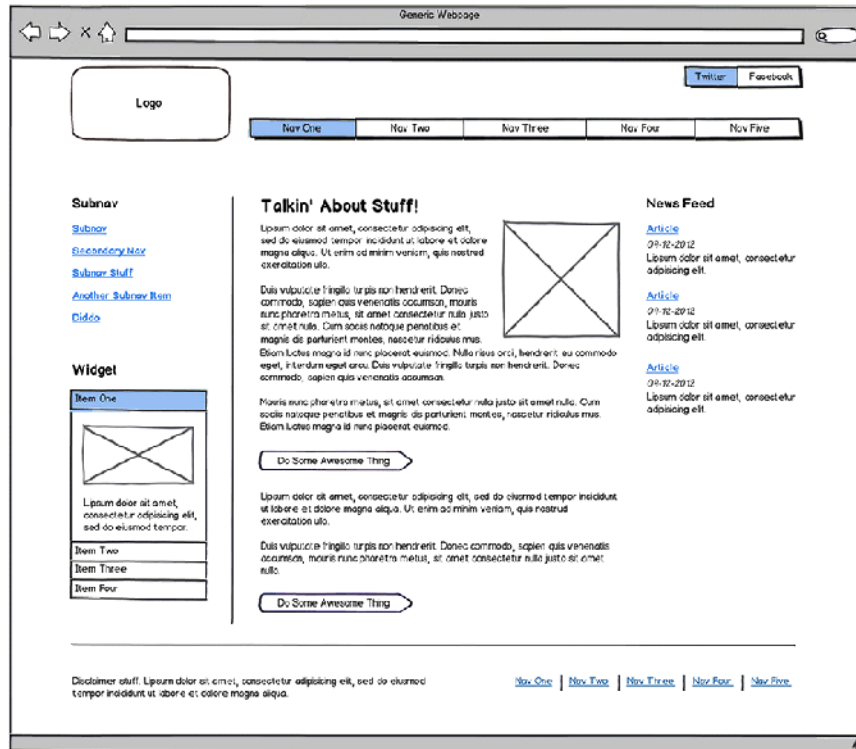 Generic Webpage
Twitter
Facebook
Logo
Nav One
Nav Two
Nav Three
Nav Four
Nav Five
Subnav
Subnav
Secondary Nav
Subnav Stuff
Another Subnav Item
Diddo
Widget
Item One
Lipsum dolor sit amet,
consectetur adipisicing elit,
sed do eiusmod tempor.
Item Two
Item Three
Item Four
Talkin' About Stuff!
Lipsum dolor sit amet, consectetur adipisicing elit,
sed do eiusmod tempor incididunt ut labore et dolore
magna aliqua. Ut enim ad minim veniam, quis nostrud
exercitation ullo.
Duis vulputate fringilla turpis non hendrerit. Donec
commodo, sapien quis venenatis accumsan, mauris
nunc pharetra metus, sit amet consectetur nulla justo
sit amet nulla. Cum sociis natoque penatibus et
magnis dis parturient montes, nascetur ridiculus mus.
Etiam luctus magna id nunc placerat euismod. Nulla risus orci, hendrerit eu commodo
eget, interdum eget arcu. Duis vulputate fringilla turpis non hendrerit. Donec
commodo, sapien quis venenatis accumsan.
Mauris nunc pharetra metus, sit amet consectetur nulla justo sit amet nulla. Cum
sociis natoque penatibus et magnis dis parturient montes, nascetur ridiculus mus.
Etiam luctus magna id nunc placerat euismod.
Do Some Awesome Thing
Lipsum dolor sit amet, consectetur adipisicing elit, sed do eiusmod tempor incididunt
ut labore et dolore magna aliqua. Ut enim ad minim veniam, quis nostrud
exercitation ullo.
Duis vulputate fringilla turpis non hendrerit. Donec commodo, sapien quis venenatis
accumsan, mauris nunc pharetra metus, sit amet consectetur nulla justo sit amet
nulla.
Do Some Awesome Thing
News Feed
Article
09-12-2012
Lipsum dolor sit amet, consectetur
adipisicing elit.
Article
09-12-2012
Lipsum dolor sit amet, consectetur
adipisicing elit.
Article
09-12-2012
Lipsum dolor sit amet, consectetur
adipisicing elit.
Disclaimer stuff. Lipsum dolor sit amet, consectetur adipisicing elit, sed do eiusmod
tempor incididunt ut labore et dolore magna aliqua.
Nav One | Nav Two | Nav Three | Nav Four | Nav Five